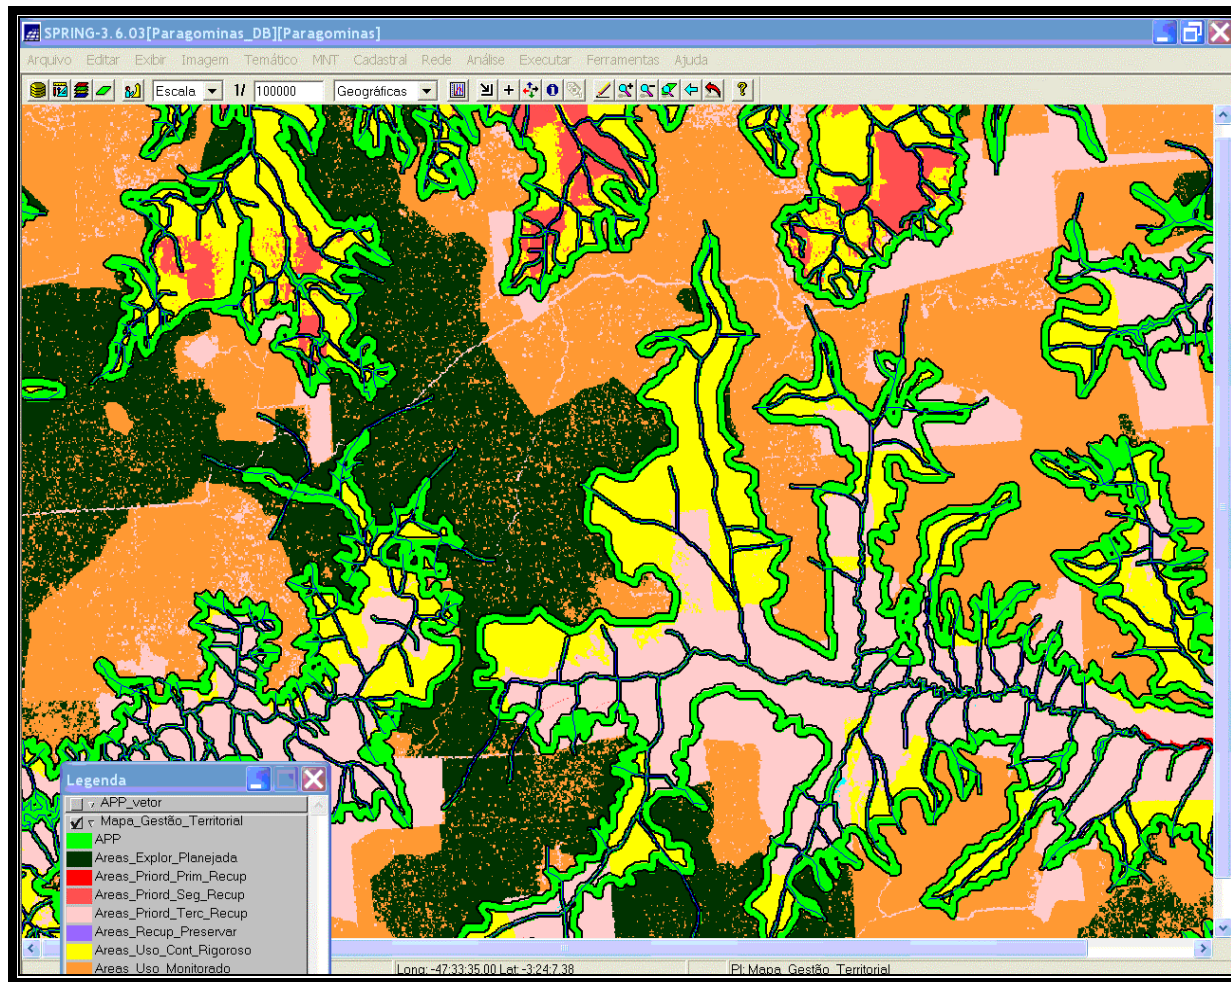 SPRING-3.6.03[Paragominas_DB][Paragominas]
Arquivo Editar Exibir Imagem Temático MNT Cadastral Rede Análise Executar Ferramentas Ajuda
Escala 1/ 100000 Geográficas
Legenda
APP_vetor
Mapa_Gestão_Territorial
APP
Areas_Explor_Planejada
Areas_Priord_Prim_Recup
Areas_Priord_Seg_Recup
Areas_Priord_Terc_Recup
Areas_Recup_Preservar
Areas_Uso_Cont_Rigoroso
Areas_Uso_Monitorado
Long: -47:33:35.00 Lat: -3:24:7.38 PI: Mapa_Gestão_Territorial